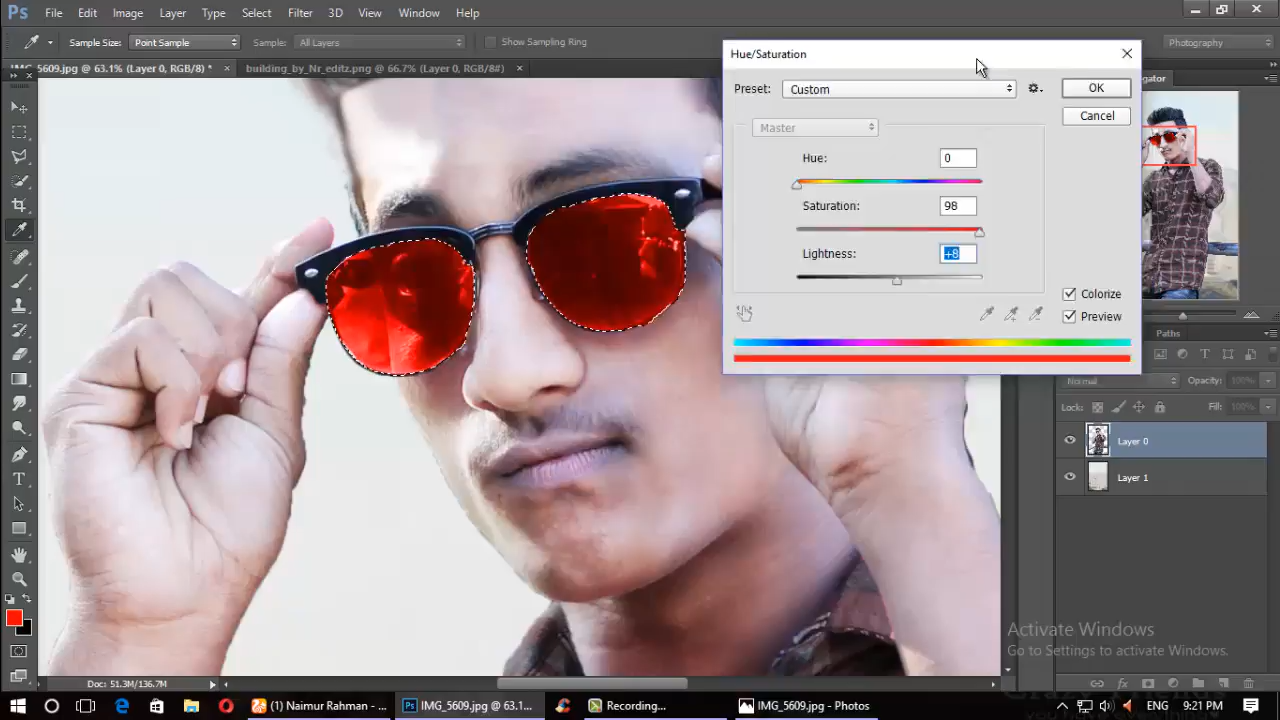 Ps File Edit Image Layer Type Select Filter 3D View Window Help
Sample Size: Point Sample Sample: All Layers Show Sampling Ring Photography
IMG_5609.jpg @ 63.1% (Layer 0, RGB/8) * × building_by_Nr_editz.png @ 66.7% (Layer 0, RGB/8#) ×
Hue/Saturation
Preset: Custom OK
Cancel
Master
Hue: 0
Saturation: 98
Lightness: +8
Colorize
Preview
Paths
Normal Opacity: 100%
Lock: Fill: 100%
Layer 0
Layer 1
Activate Windows
Go to Settings to activate Windows.
Doc: 51.3M/136.7M
(1) Naimur Rahman - ... IMG_5609.jpg @ 63.1... Recording... IMG_5609.jpg - Photos ENG 9:21 PM